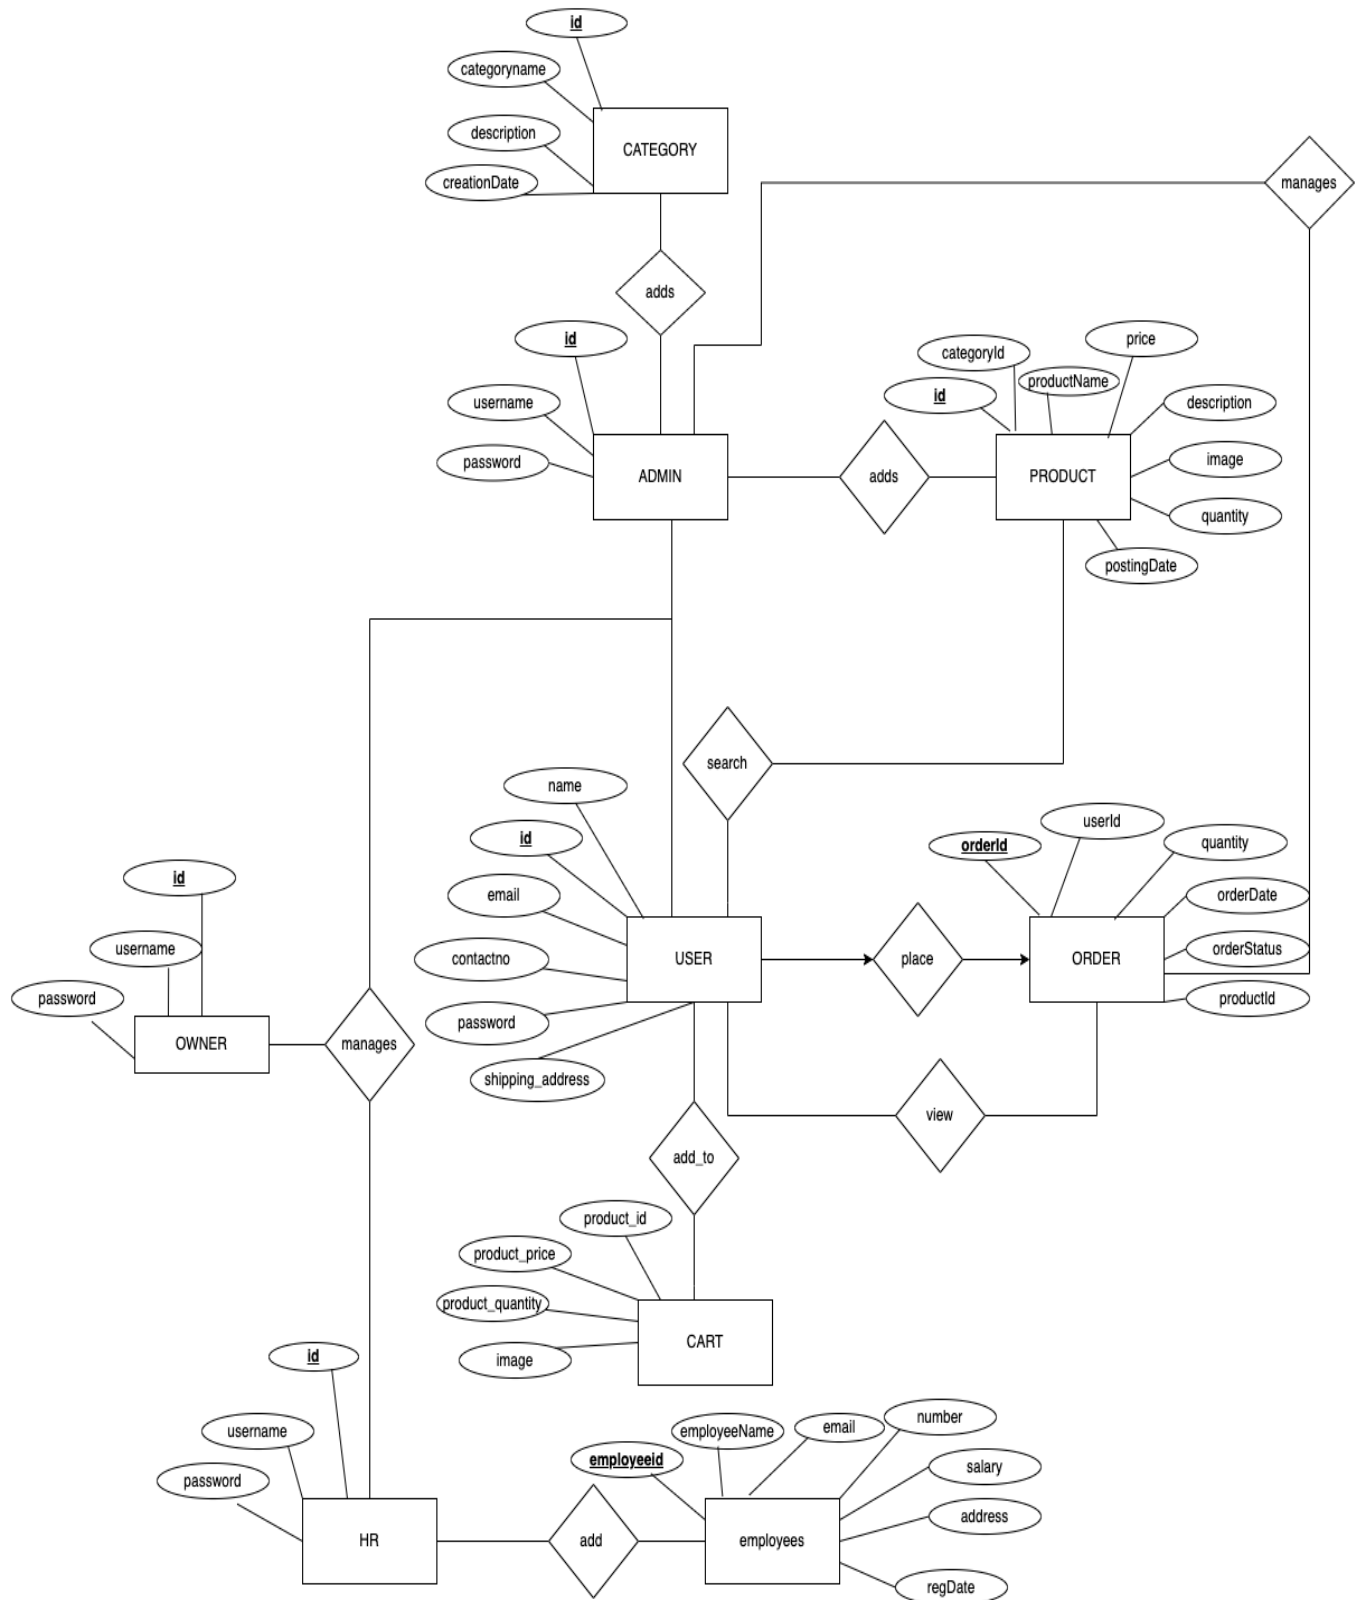 id
categoryname
description
creationDate
CATEGORY
manages
adds
id
username
password
ADMIN
adds
categoryId
id
productName
price
description
image
quantity
postingDate
PRODUCT
search
name
id
email
contactno
password
shipping_address
USER
place
orderId
userId
quantity
orderDate
orderStatus
productId
ORDER
view
id
username
password
OWNER
manages
add_to
product_id
product_price
product_quantity
image
CART
id
username
password
HR
add
employeeid
employeeName
email
number
salary
address
regDate
employees